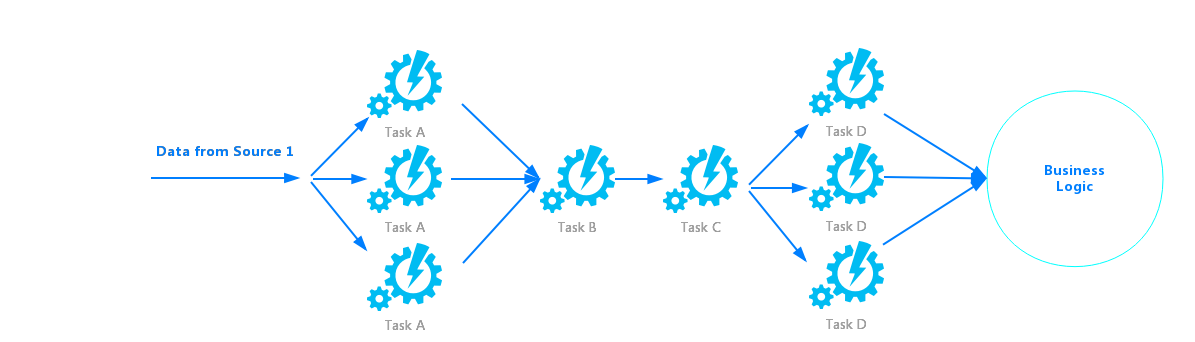 Data from Source 1
Task A
Task A
Task A
Task B
Task C
Task D
Task D
Task D
Business
Logic